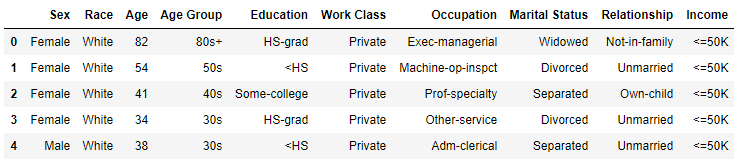 Sex Race Age Age Group Education Work Class Occupation Marital Status Relationship Income
0 Female White 82 80s+ HS-grad Private Exec-managerial Widowed Not-in-family <=50K
1 Female White 54 50s <HS Private Machine-op-inspct Divorced Unmarried <=50K
2 Female White 41 40s Some-college Private Prof-specialty Separated Own-child <=50K
3 Female White 34 30s HS-grad Private Other-service Divorced Unmarried <=50K
4 Male White 38 30s <HS Private Adm-clerical Separated Unmarried <=50K